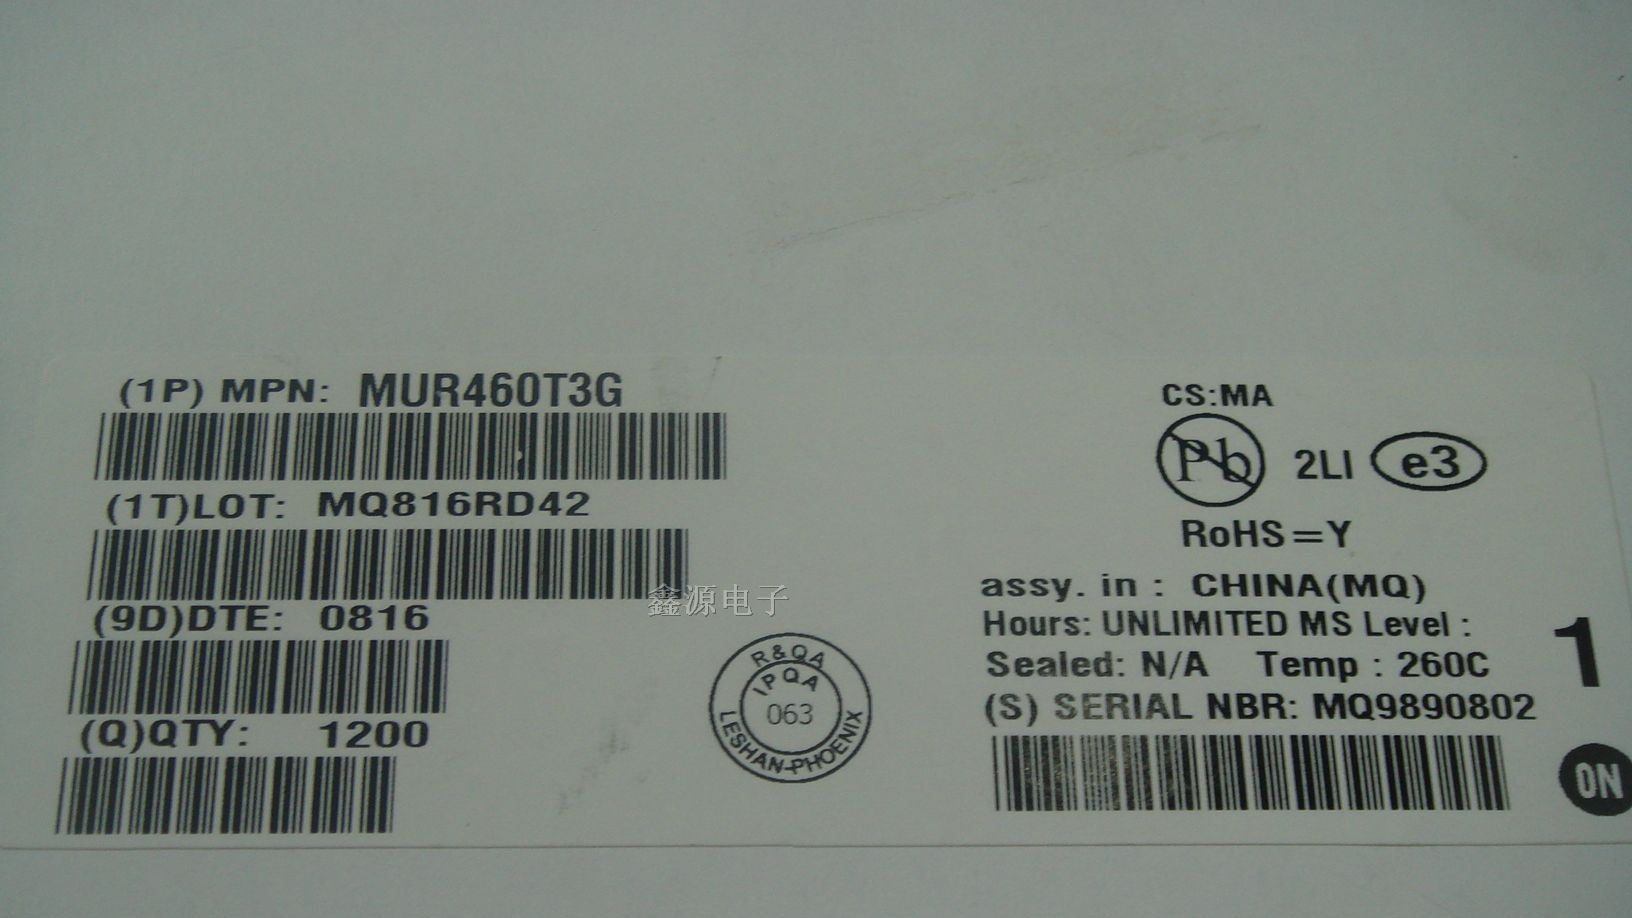 (1P) MPN: MUR460T3G
(1T)LOT: MQ816RD42
(9D)DTE: 0816
(Q)QTY: 1200
鑫源电子
R&QA
IPQA
063
LESHAN-PHOENIX
CS:MA
Pb 2LI e3
RoHS=Y
assy. in : CHINA(MQ)
Hours: UNLIMITED MS Level : 1
Sealed: N/A Temp : 260C
(S) SERIAL NBR: MQ9890802
ON